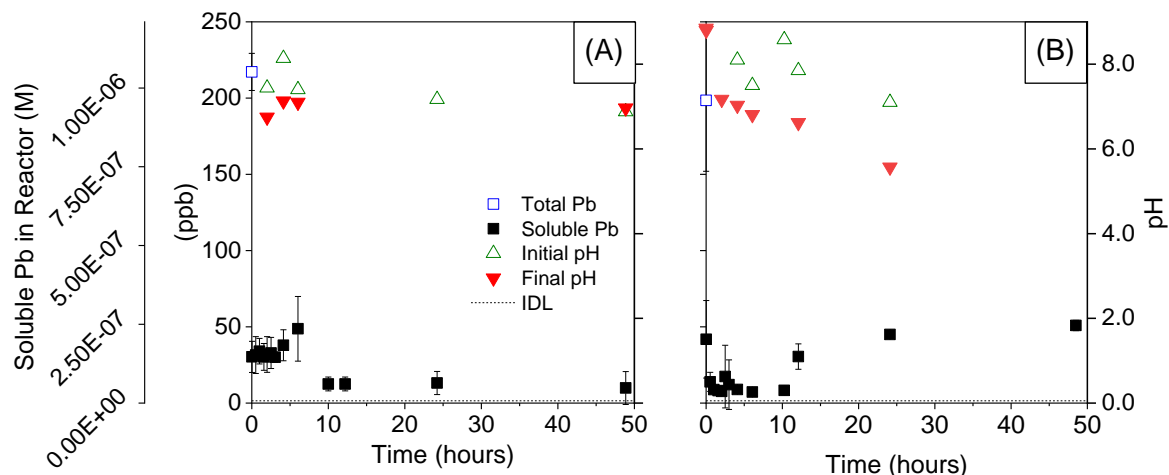 Soluble Pb in Reactor (M)
1.00E-06
7.50E-07
5.00E-07
2.50E-07
0.00E+00
(ppb)
250
200
150
100
50
0
(A)
Total Pb
Soluble Pb
Initial pH
Final pH
IDL
0 10 20 30 40 50
Time (hours)
(B)
8.0
6.0
4.0
2.0
0.0
pH
0 10 20 30 40 50
Time (hours)